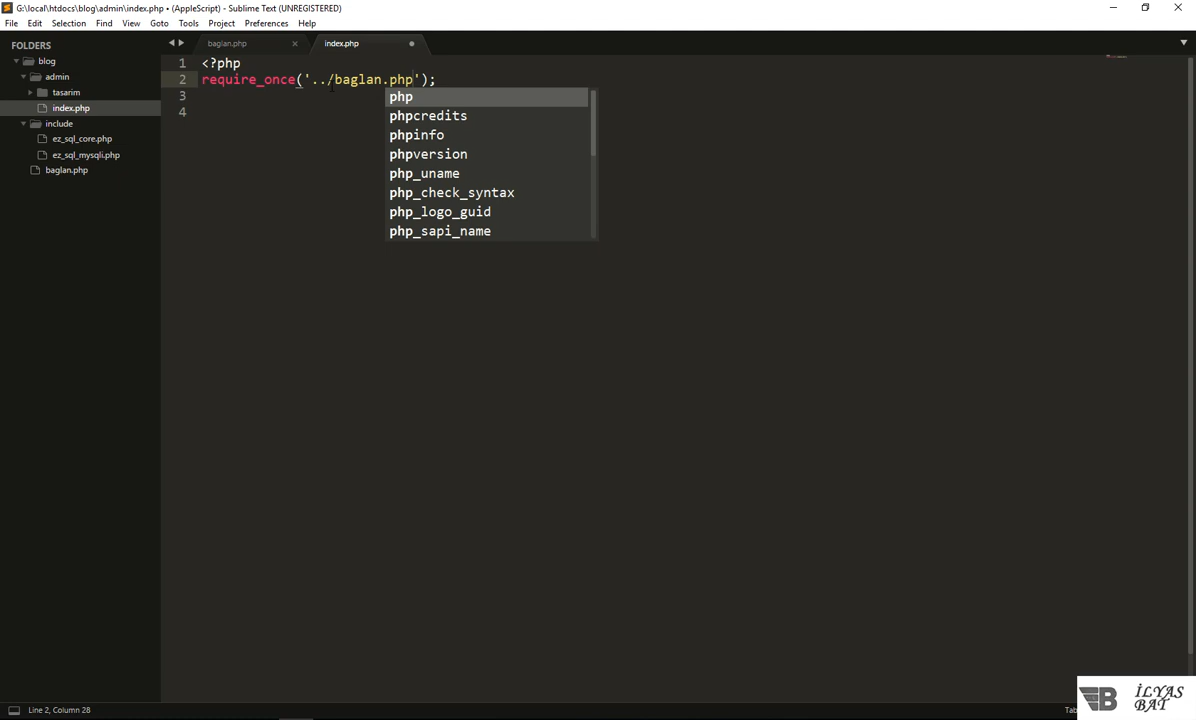 G:\local\htdocs\blog\admin\index.php • (AppleScript) - Sublime Text (UNREGISTERED)
File Edit Selection Find View Goto Tools Project Preferences Help
FOLDERS
blog
admin
tasarim
index.php
include
ez_sql_core.php
ez_sql_mysqli.php
baglan.php
baglan.php × index.php
1 <?php
2 require_once('../baglan.php');
3
4
php
phpcredits
phpinfo
phpversion
php_uname
php_check_syntax
php_logo_guid
php_sapi_name
Line 2, Column 28
İLYAS
BAT